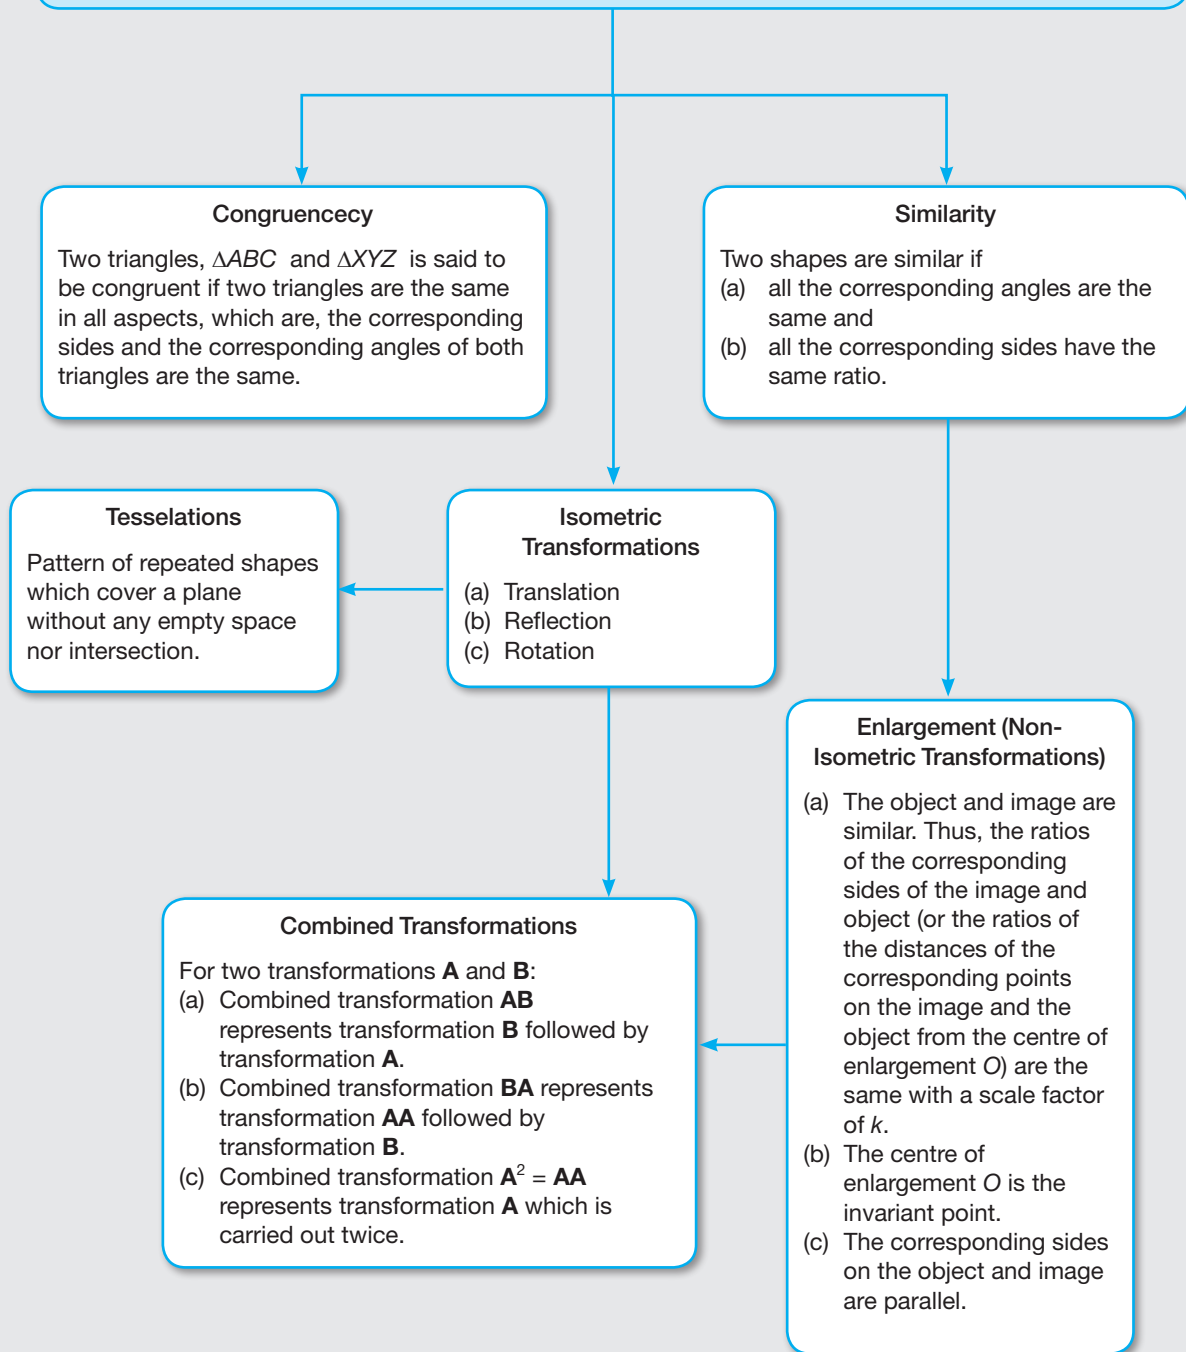 Congruencecy
Two triangles, ΔABC and ΔXYZ is said to
be congruent if two triangles are the same
in all aspects, which are, the corresponding
sides and the corresponding angles of both
triangles are the same.
Similarity
Two shapes are similar if
(a) all the corresponding angles are the
same and
(b) all the corresponding sides have the
same ratio.
Tesselations
Pattern of repeated shapes
which cover a plane
without any empty space
nor intersection.
Isometric
Transformations
(a) Translation
(b) Reflection
(c) Rotation
Enlargement (Non-
Isometric Transformations)
(a) The object and image are
similar. Thus, the ratios
of the corresponding
sides of the image and
object (or the ratios of
the distances of the
corresponding points
on the image and the
object from the centre of
enlargement O) are the
same with a scale factor
of k.
(b) The centre of
enlargement O is the
invariant point.
(c) The corresponding sides
on the object and image
are parallel.
Combined Transformations
For two transformations A and B:
(a) Combined transformation AB
represents transformation B followed by
transformation A.
(b) Combined transformation BA represents
transformation AA followed by
transformation B.
(c) Combined transformation A² = AA
represents transformation A which is
carried out twice.